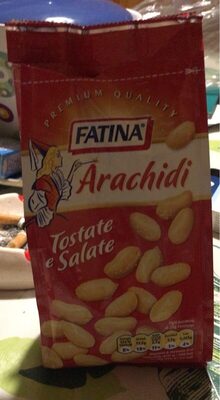 PREMIUM QUALITY
FATINA
Arachidi
Tostate
e Salate